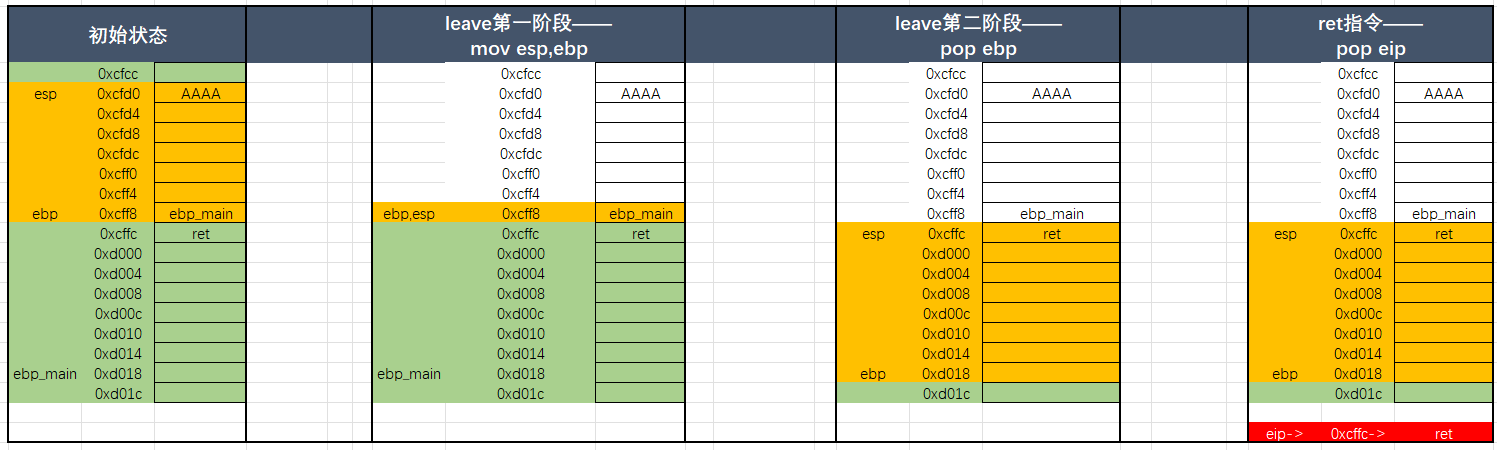 初始状态
leave第一阶段——
mov esp,ebp
leave第二阶段——
pop ebp
ret指令——
pop eip
0xcfcc 0xcfcc 0xcfcc 0xcfcc
esp 0xcfd0 AAAA 0xcfd0 AAAA 0xcfd0 AAAA 0xcfd0 AAAA
0xcfd4 0xcfd4 0xcfd4 0xcfd4
0xcfd8 0xcfd8 0xcfd8 0xcfd8
0xcfdc 0xcfdc 0xcfdc 0xcfdc
0xcff0 0xcff0 0xcff0 0xcff0
0xcff4 0xcff4 0xcff4 0xcff4
ebp 0xcff8 ebp_main ebp,esp 0xcff8 ebp_main 0xcff8 ebp_main 0xcff8 ebp_main
0xcffc ret 0xcffc ret esp 0xcffc ret esp 0xcffc ret
0xd000 0xd000 0xd000 0xd000
0xd004 0xd004 0xd004 0xd004
0xd008 0xd008 0xd008 0xd008
0xd00c 0xd00c 0xd00c 0xd00c
0xd010 0xd010 0xd010 0xd010
0xd014 0xd014 0xd014 0xd014
ebp_main 0xd018 ebp_main 0xd018 ebp 0xd018 ebp 0xd018
0xd01c 0xd01c 0xd01c 0xd01c
eip-> 0xcffc-> ret